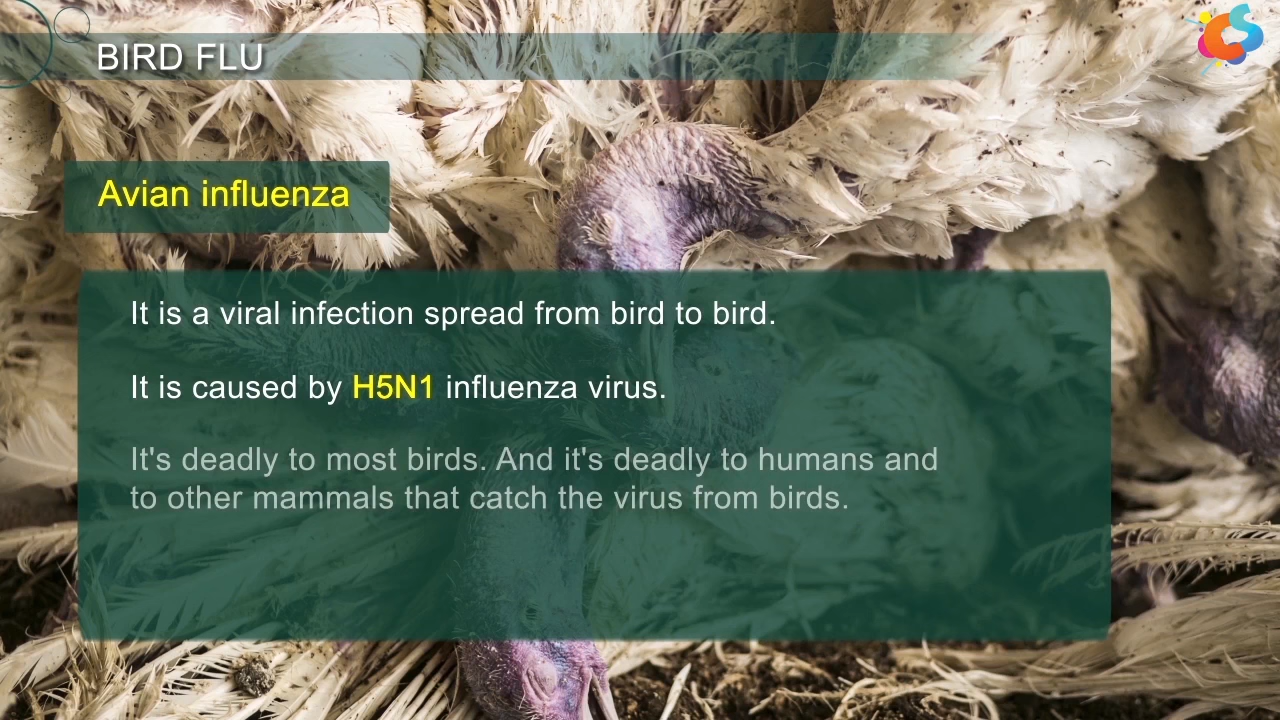 BIRD FLU
Avian influenza
It is a viral infection spread from bird to bird.
It is caused by H5N1 influenza virus.
It's deadly to most birds. And it's deadly to humans and
to other mammals that catch the virus from birds.